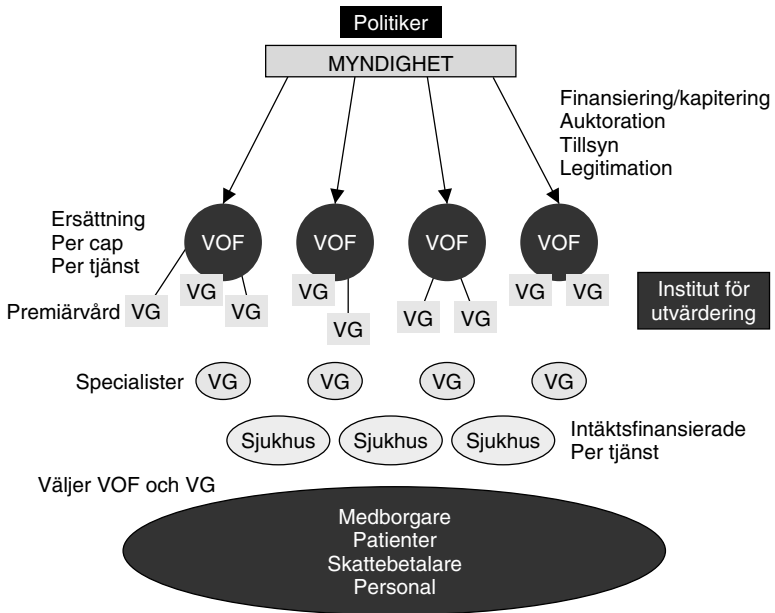 Politiker
MYNDIGHET
Finansiering/kapitering
Auktoration
Tillsyn
Legitimation
Ersättning
Per cap
Per tjänst
VOF
VOF
VOF
VOF
Premiärvård
VG
VG
VG
VG
VG
VG
VG
VG
VG
Institut för
utvärdering
Specialister
VG
VG
VG
VG
Sjukhus
Sjukhus
Sjukhus
Intäktsfinansierade
Per tjänst
Väljer VOF och VG
Medborgare
Patienter
Skattebetalare
Personal